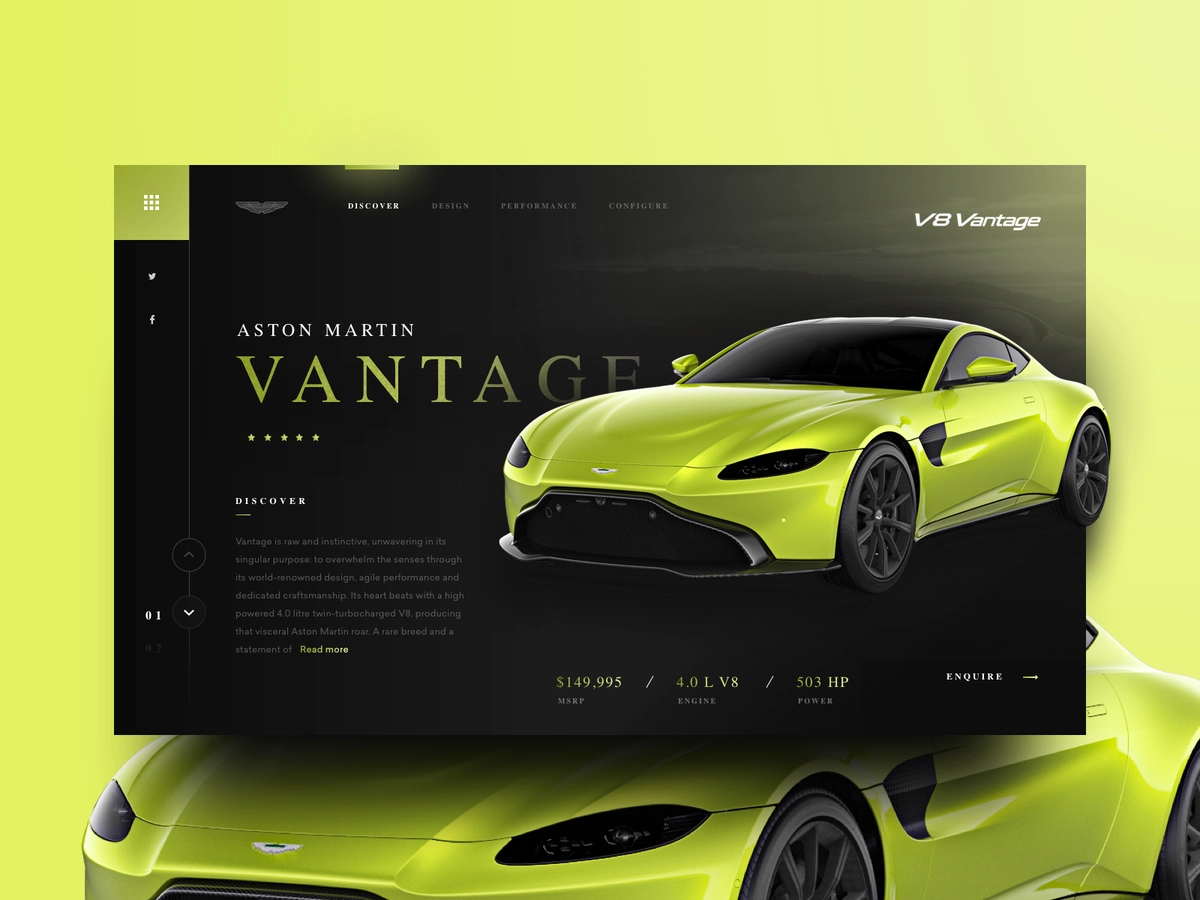 DISCOVER DESIGN PERFORMANCE CONFIGURE
V8 Vantage
ASTON MARTIN
VANTAGE
DISCOVER
Vantage is raw and instinctive, unwavering in its
singular purpose: to overwhelm the senses through
its world-renowned design, agile performance and
dedicated craftsmanship. Its heart beats with a high
powered 4.0 litre twin-turbocharged V8, producing
that visceral Aston Martin roar. A rare breed and a
statement of Read more
01
02
$149,995 / 4.0 L V8 / 503 HP
MSRP ENGINE POWER
ENQUIRE